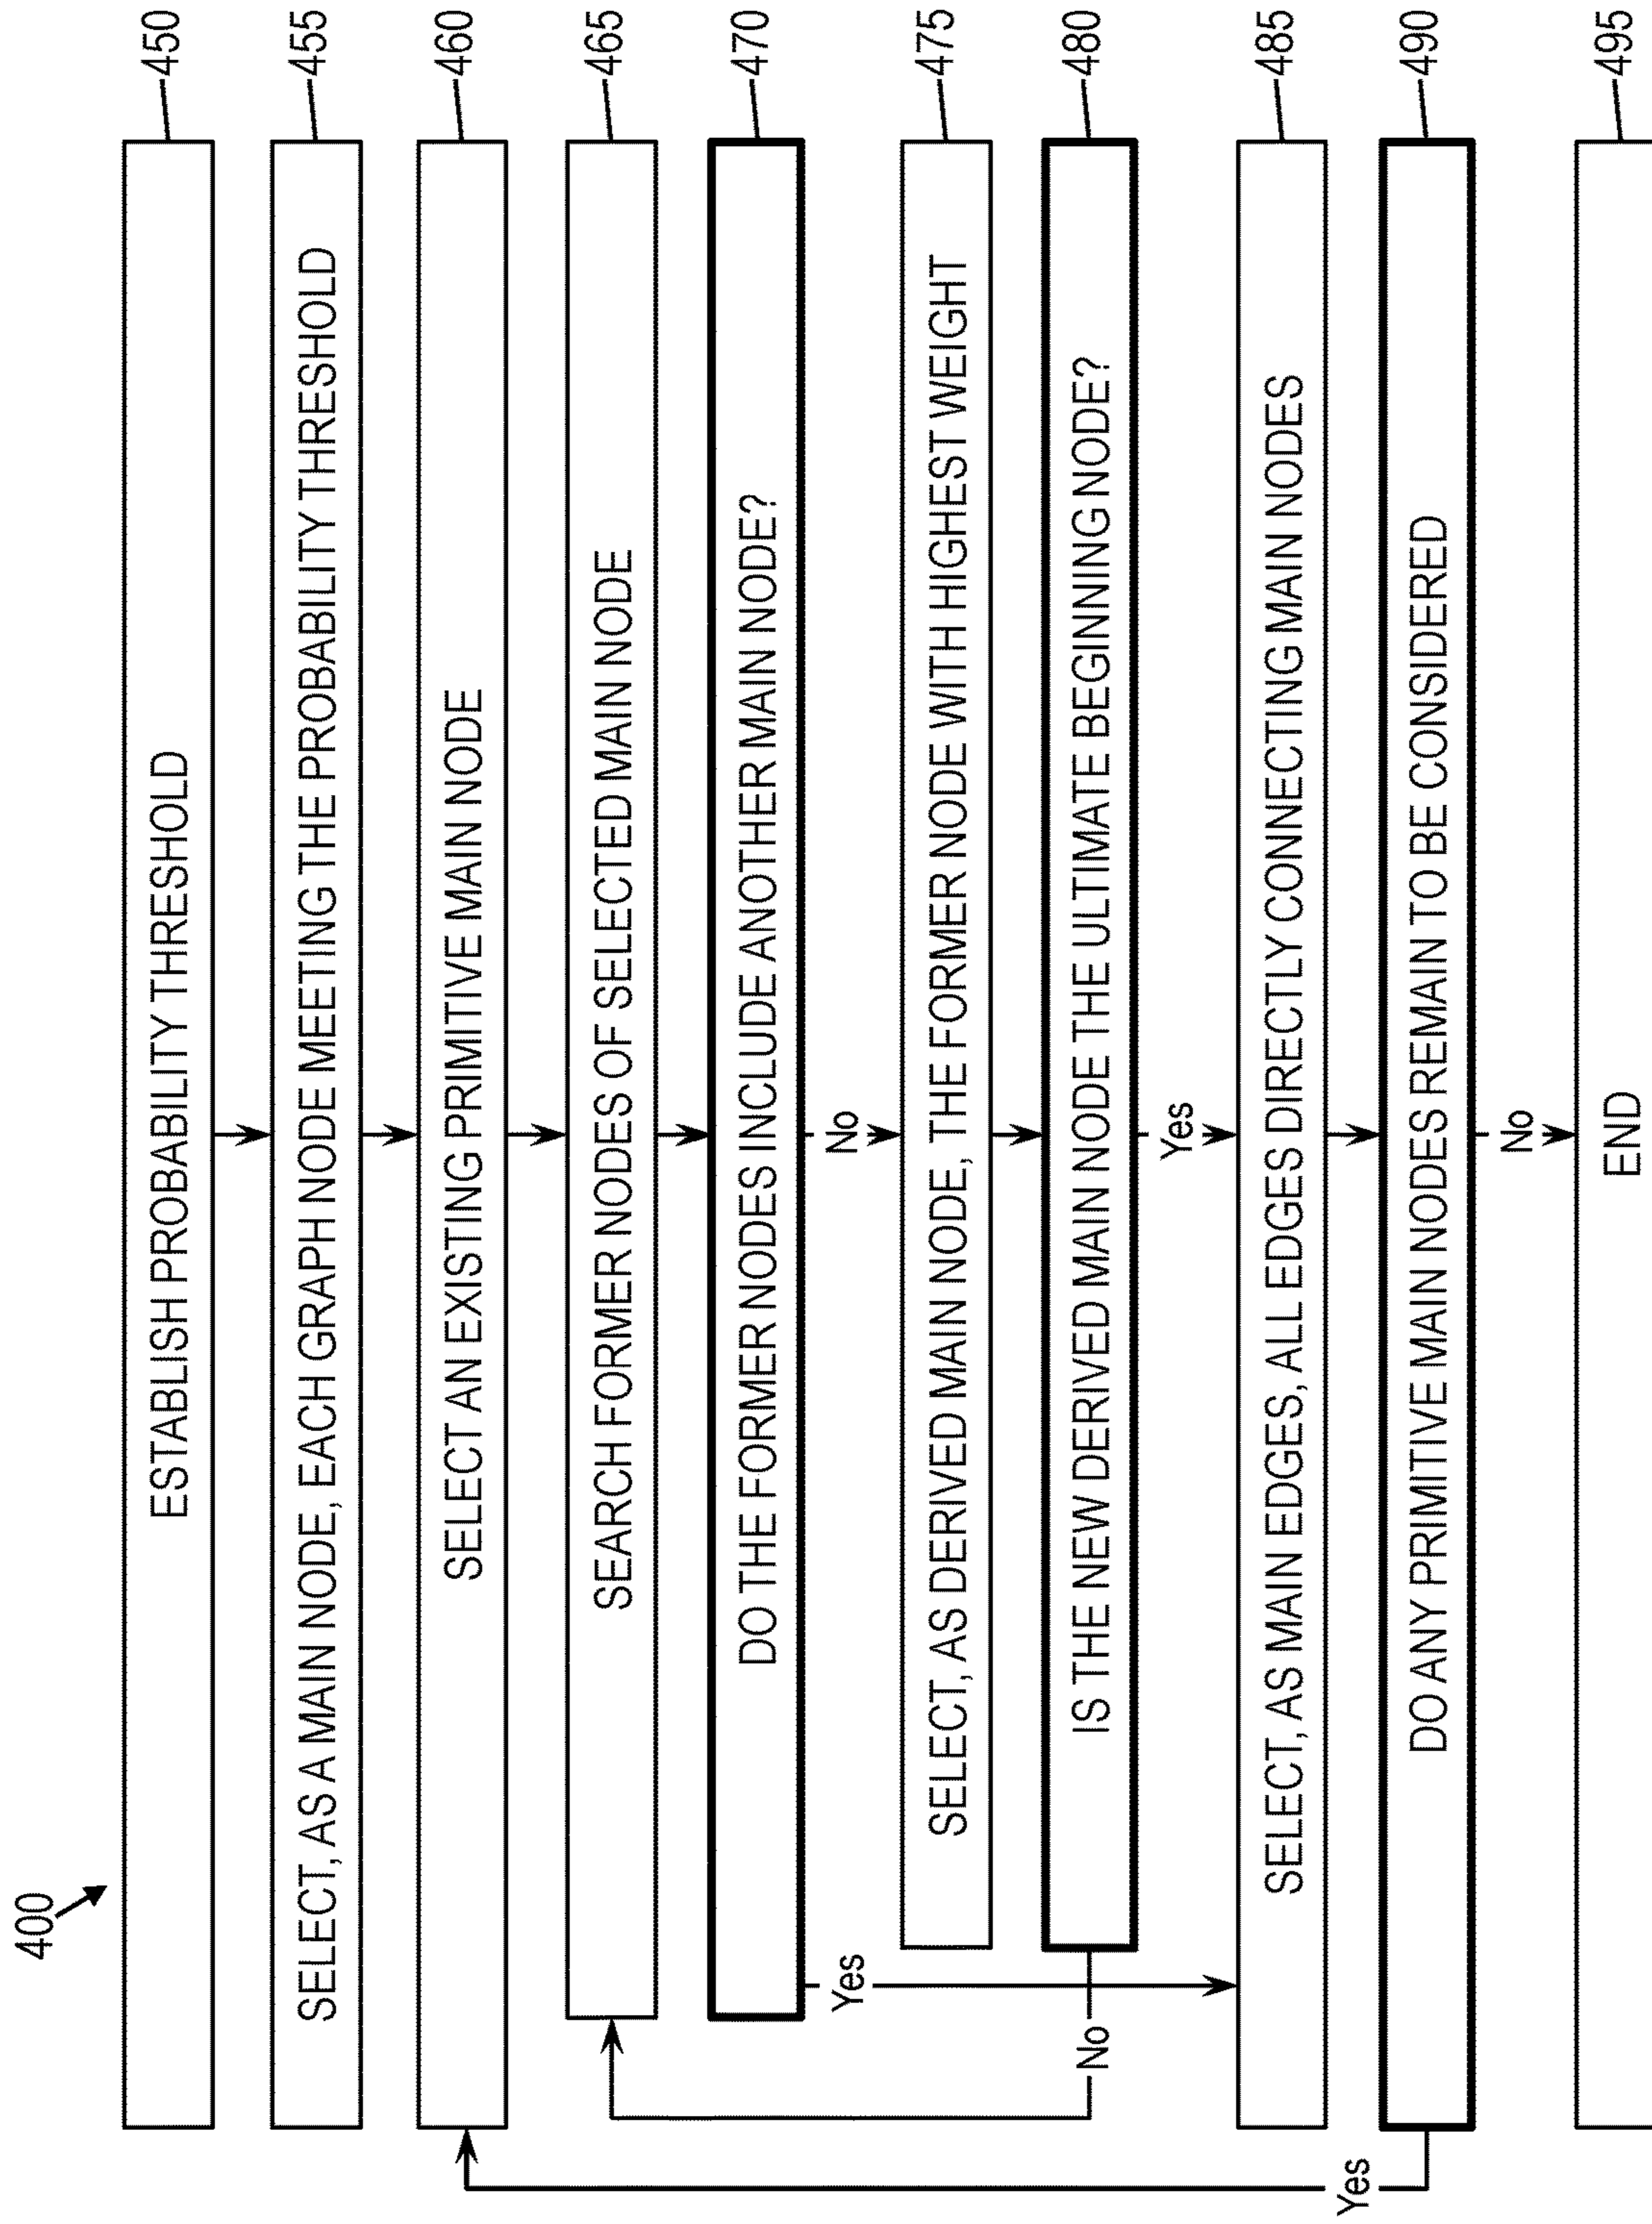 400
ESTABLISH PROBABILITY THRESHOLD
450
SELECT, AS A MAIN NODE, EACH GRAPH NODE MEETING THE PROBABILITY THRESHOLD
455
SELECT AN EXISTING PRIMITIVE MAIN NODE
460
SEARCH FORMER NODES OF SELECTED MAIN NODE
465
DO THE FORMER NODES INCLUDE ANOTHER MAIN NODE?
470
Yes
No
SELECT, AS DERIVED MAIN NODE, THE FORMER NODE WITH HIGHEST WEIGHT
475
IS THE NEW DERIVED MAIN NODE THE ULTIMATE BEGINNING NODE?
480
No
Yes
SELECT, AS MAIN EDGES, ALL EDGES DIRECTLY CONNECTING MAIN NODES
485
DO ANY PRIMITIVE MAIN NODES REMAIN TO BE CONSIDERED
490
Yes
No
END
495